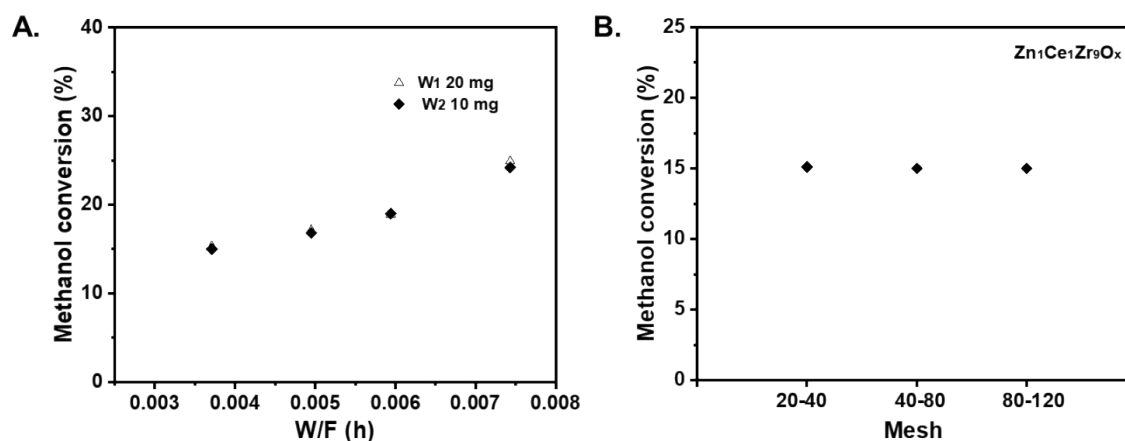 A.
Methanol conversion (%)
40
30
20
10
0
△ W1 20 mg
◆ W2 10 mg
0.003 0.004 0.005 0.006 0.007 0.008
W/F (h)
B.
Methanol conversion (%)
25
20
15
10
5
0
Zn₁Ce₁Zr₉Oₓ
20-40 40-80 80-120
Mesh